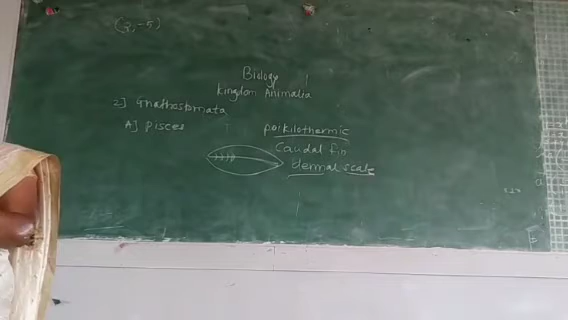 (2,-5)
Biology
Kingdom Animalia
2] Gnathostomata
A] Pisces
poikilothermic
Caudal fin
dermal scale